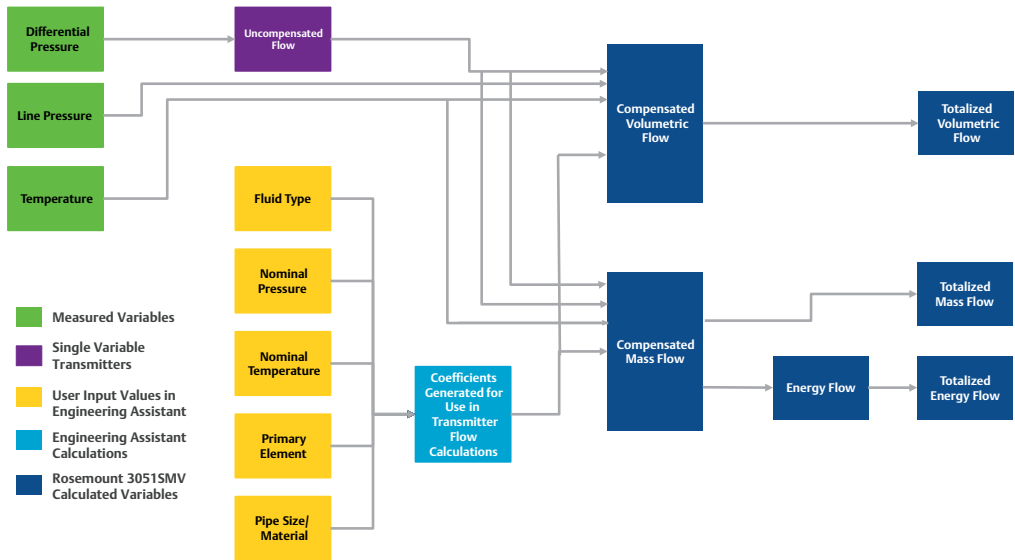 Differential
Pressure
Uncompensated
Flow
Line Pressure
Compensated
Volumetric
Flow
Totalized
Volumetric
Flow
Temperature
Fluid Type
Nominal
Pressure
Nominal
Temperature
Primary
Element
Pipe Size/
Material
Coefficients
Generated for
Use in
Transmitter
Flow
Calculations
Compensated
Mass Flow
Totalized
Mass Flow
Energy Flow
Totalized
Energy Flow
Measured Variables
Single Variable
Transmitters
User Input Values in
Engineering Assistant
Engineering Assistant
Calculations
Rosemount 3051SMV
Calculated Variables